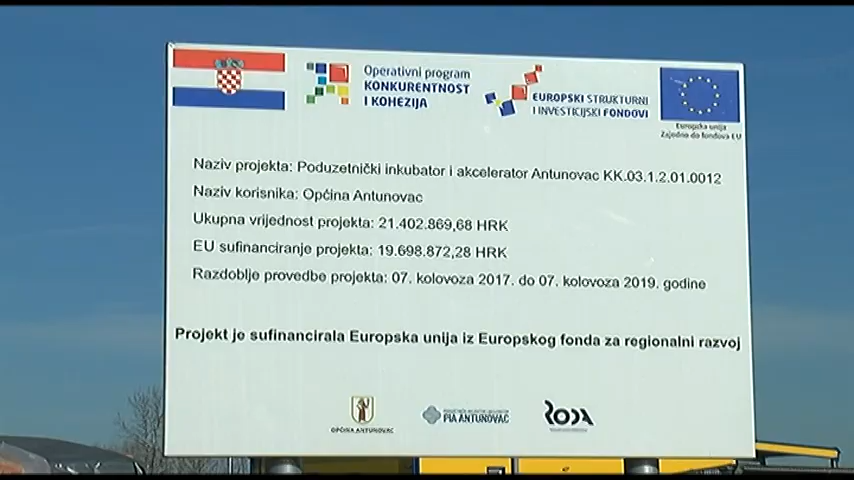 Operativni program
KONKURENTNOST
I KOHEZIJA
EUROPSKI STRUKTURNI
I INVESTICIJSKI FONDOVI
Europska unija
Zajedno do fondova EU
Naziv projekta: Poduzetnički inkubator i akcelerator Antunovac KK.03.1.2.01.0012
Naziv korisnika: Općina Antunovac
Ukupna vrijednost projekta: 21.402.869,68 HRK
EU sufinanciranje projekta: 19.698.872,28 HRK
Razdoblje provedbe projekta: 07. kolovoza 2017. do 07. kolovoza 2019. godine
Projekt je sufinancirala Europska unija iz Europskog fonda za regionalni razvoj
OPĆINA ANTUNOVAC
PIA ANTUNOVAC
RODA